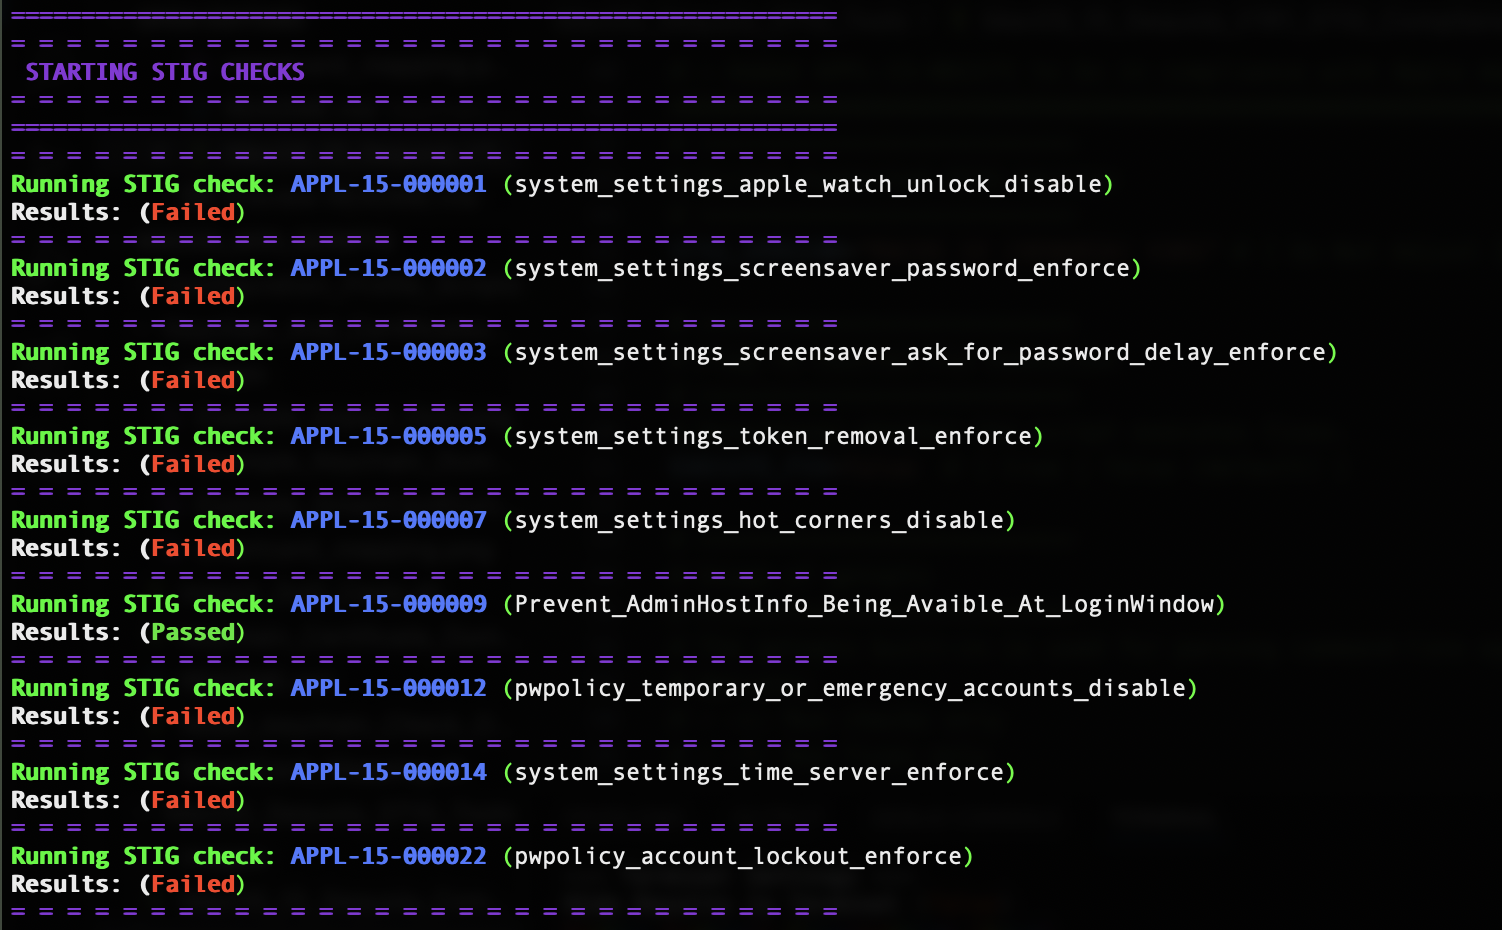 ===========================================================
= = = = = = = = = = = = = = = = = = = = = = = = = = = = = =
STARTING STIG CHECKS
= = = = = = = = = = = = = = = = = = = = = = = = = = = = = =
===========================================================
= = = = = = = = = = = = = = = = = = = = = = = = = = = = = =
Running STIG check: APPL-15-000001 (system_settings_apple_watch_unlock_disable)
Results: (Failed)
= = = = = = = = = = = = = = = = = = = = = = = = = = = = = =
Running STIG check: APPL-15-000002 (system_settings_screensaver_password_enforce)
Results: (Failed)
= = = = = = = = = = = = = = = = = = = = = = = = = = = = = =
Running STIG check: APPL-15-000003 (system_settings_screensaver_ask_for_password_delay_enforce)
Results: (Failed)
= = = = = = = = = = = = = = = = = = = = = = = = = = = = = =
Running STIG check: APPL-15-000005 (system_settings_token_removal_enforce)
Results: (Failed)
= = = = = = = = = = = = = = = = = = = = = = = = = = = = = =
Running STIG check: APPL-15-000007 (system_settings_hot_corners_disable)
Results: (Failed)
= = = = = = = = = = = = = = = = = = = = = = = = = = = = = =
Running STIG check: APPL-15-000009 (Prevent_AdminHostInfo_Being_Avaible_At_LoginWindow)
Results: (Passed)
= = = = = = = = = = = = = = = = = = = = = = = = = = = = = =
Running STIG check: APPL-15-000012 (pwpolicy_temporary_or_emergency_accounts_disable)
Results: (Failed)
= = = = = = = = = = = = = = = = = = = = = = = = = = = = = =
Running STIG check: APPL-15-000014 (system_settings_time_server_enforce)
Results: (Failed)
= = = = = = = = = = = = = = = = = = = = = = = = = = = = = =
Running STIG check: APPL-15-000022 (pwpolicy_account_lockout_enforce)
Results: (Failed)
= = = = = = = = = = = = = = = = = = = = = = = = = = = = = =